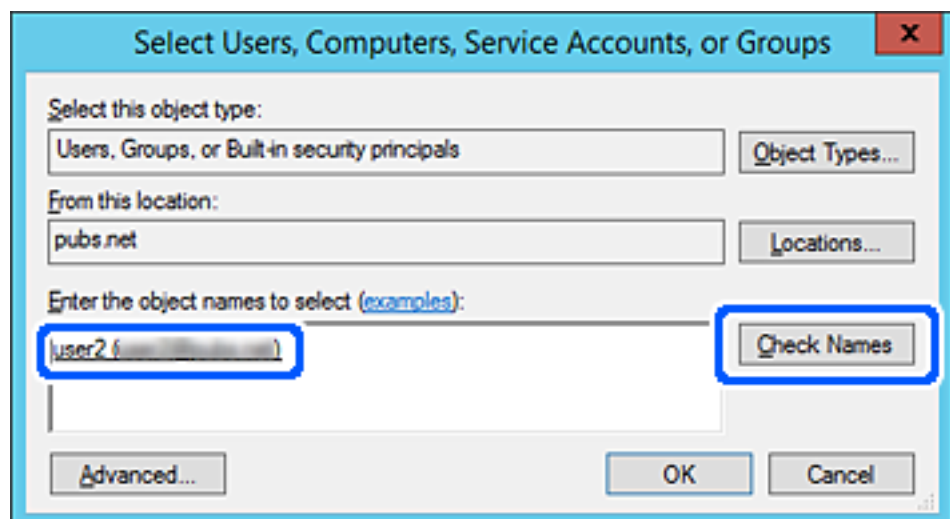 Select Users, Computers, Service Accounts, or Groups
x
Select this object type:
Users, Groups, or Built-in security principals
Object Types...
From this location:
pubs.net
Locations...
Enter the object names to select (examples):
user2 (
)
Check Names
Advanced...
OK
Cancel